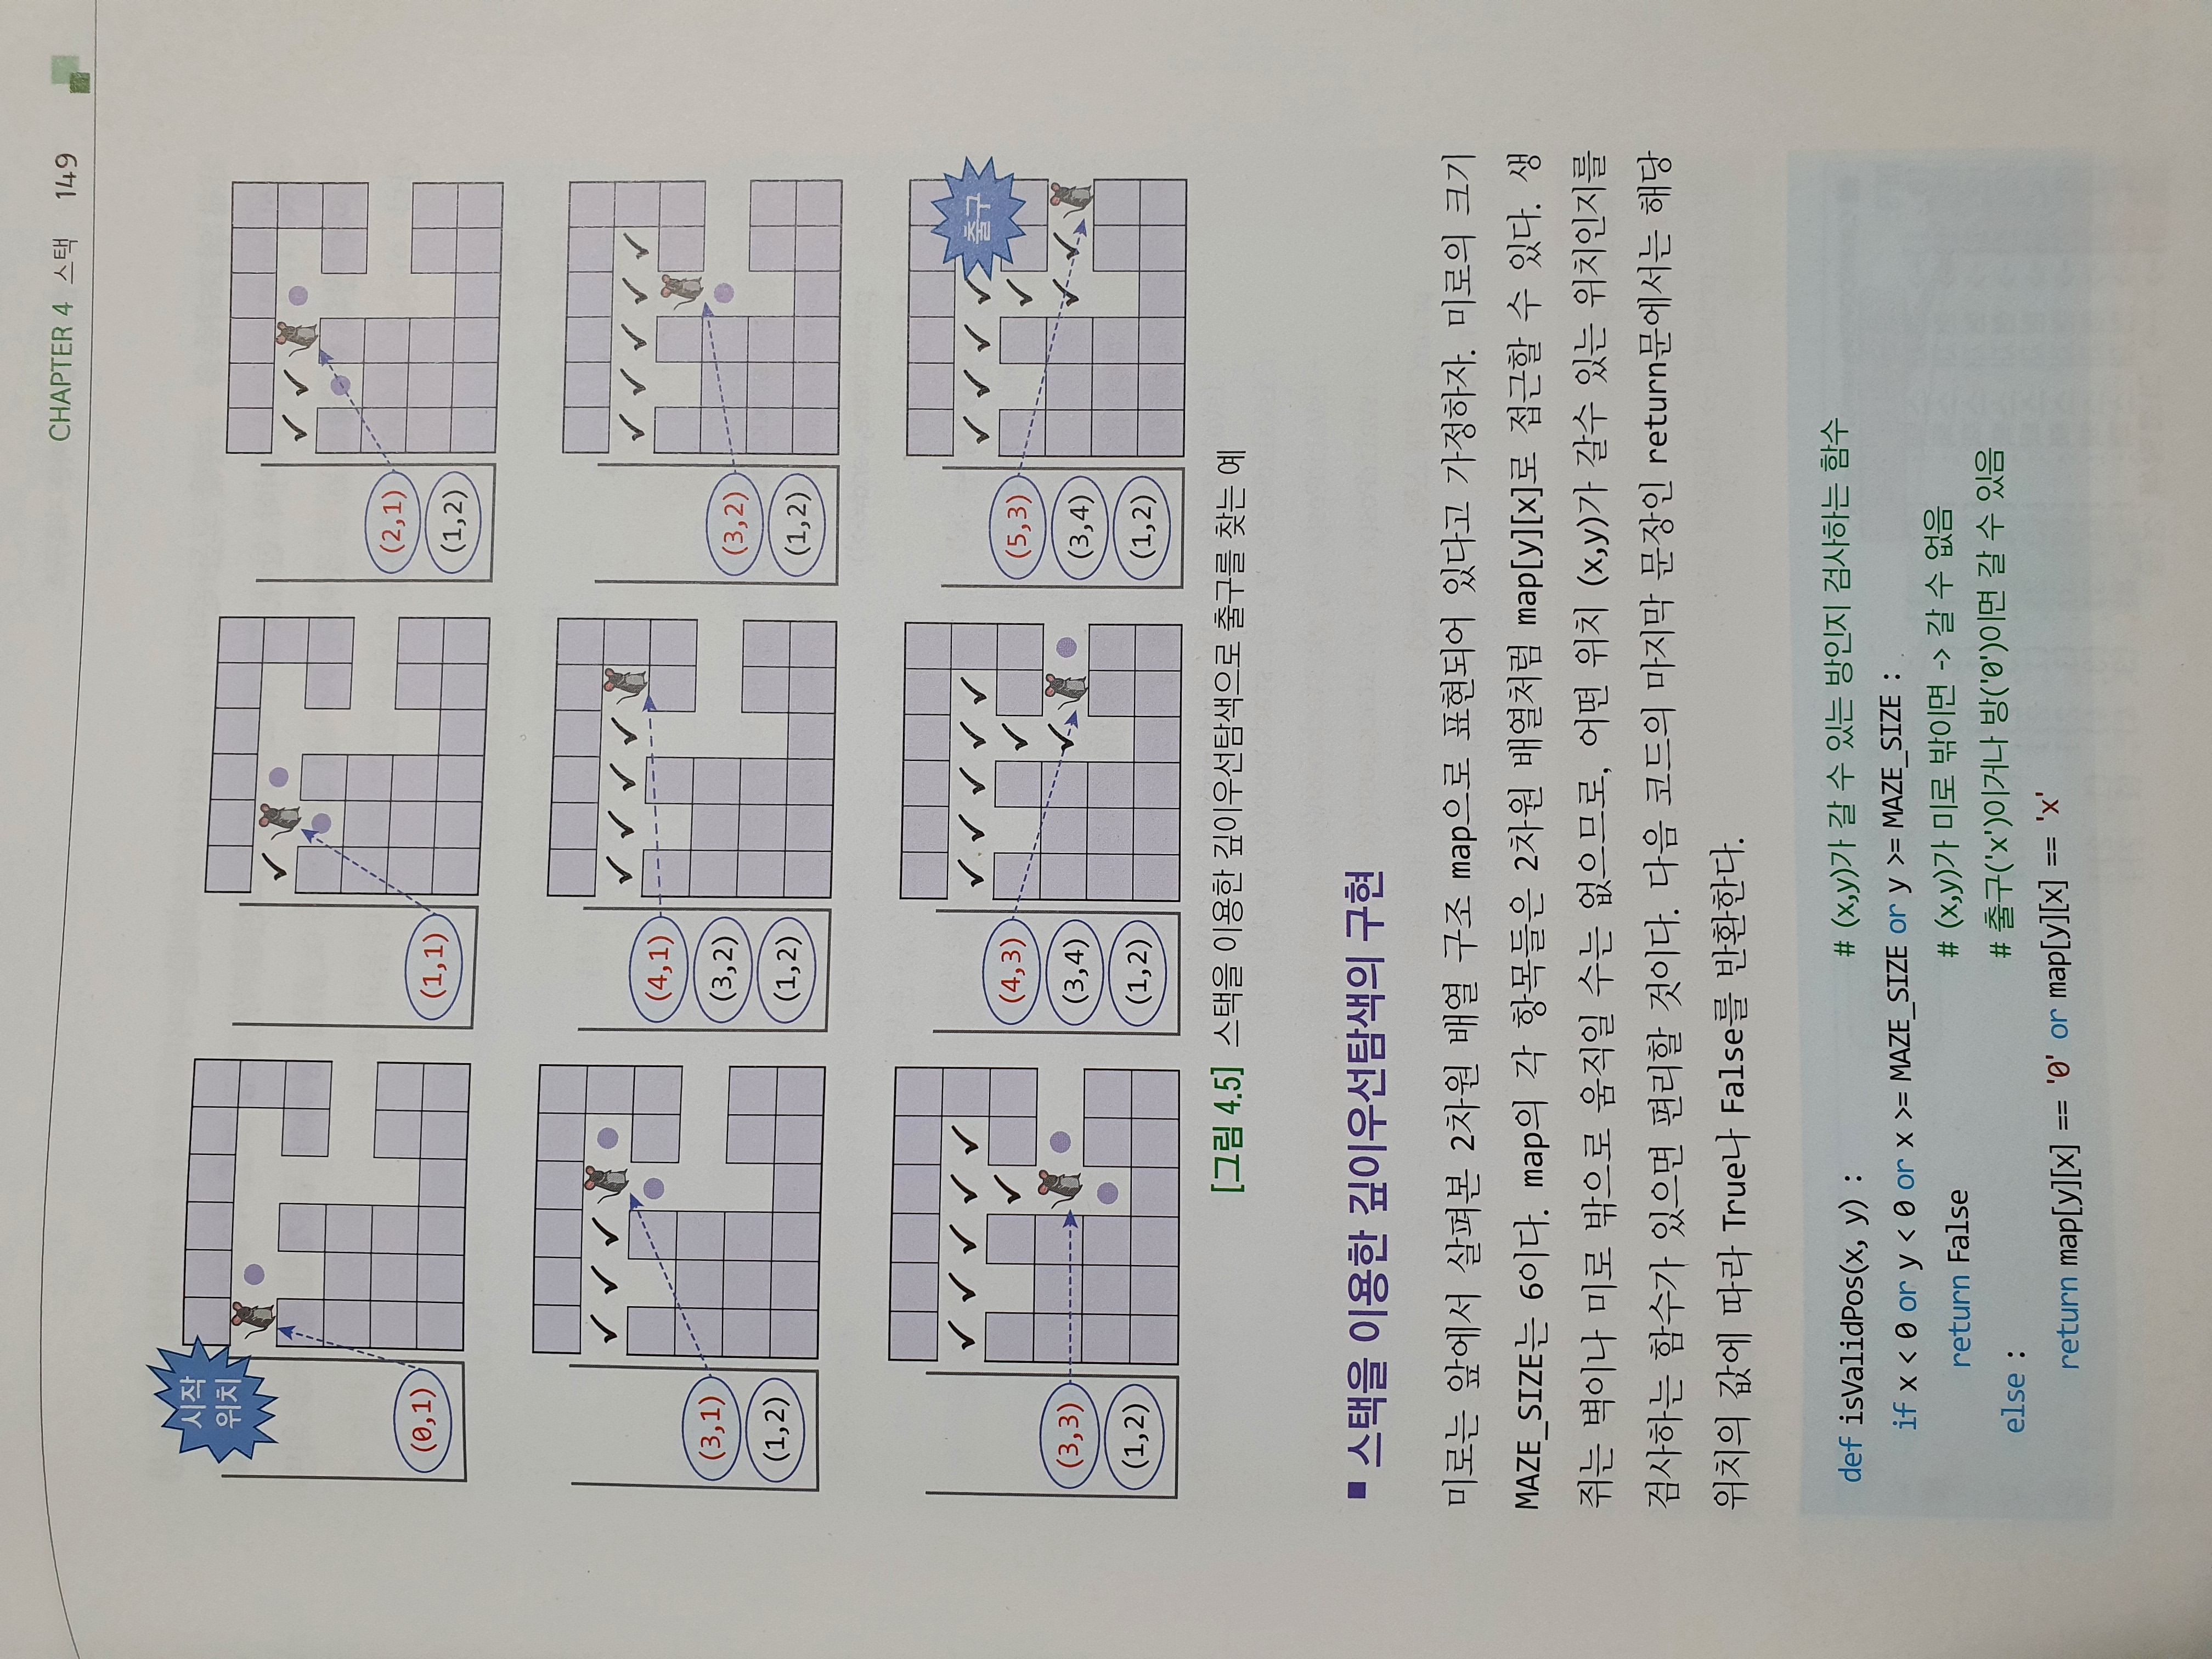 CHAPTER 4 스택 149
시작
위치
(0,1)
(1,1)
(2,1)
(1,2)
(3,1)
(1,2)
(4,1)
(3,2)
(1,2)
(3,2)
(1,2)
(3,3)
(1,2)
(4,3)
(3,4)
(1,2)
출구
(5,3)
(3,4)
(1,2)
[그림 4.5] 스택을 이용한 깊이우선탐색으로 출구를 찾는 예
스택을 이용한 깊이우선탐색의 구현
미로는 앞에서 살펴본 2차원 배열 구조 map으로 표현되어 있다고 가정하자. 미로의 크기
MAZE_SIZE는 6이다. map의 각 항목들은 2차원 배열처럼 map[y][x]로 접근할 수 있다. 생
쥐는 벽이나 미로 밖으로 움직일 수는 없으므로, 어떤 위치 (x,y)가 갈수 있는 위치인지를
검사하는 함수가 있으면 편리할 것이다. 다음 코드의 마지막 문장인 return문에서는 해당
위치의 값에 따라 True나 False를 반환한다.
def isValidPos(x, y) : # (x,y)가 갈 수 있는 방인지 검사하는 함수
if x < 0 or y < 0 or x >= MAZE_SIZE or y >= MAZE_SIZE :
return False # (x,y)가 미로 밖이면 -> 갈 수 없음
else : # 출구('x')이거나 방('0')이면 갈 수 있음
return map[y][x] == '0' or map[y][x] == 'x'